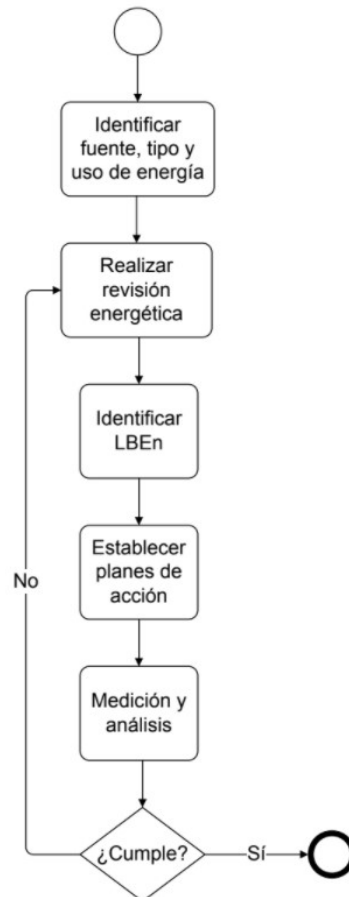 Identificar
fuente, tipo y
uso de energía
Realizar
revisión
energética
Identificar
LBEn
Establecer
planes de
acción
No
Medición y
análisis
¿Cumple?
Sí